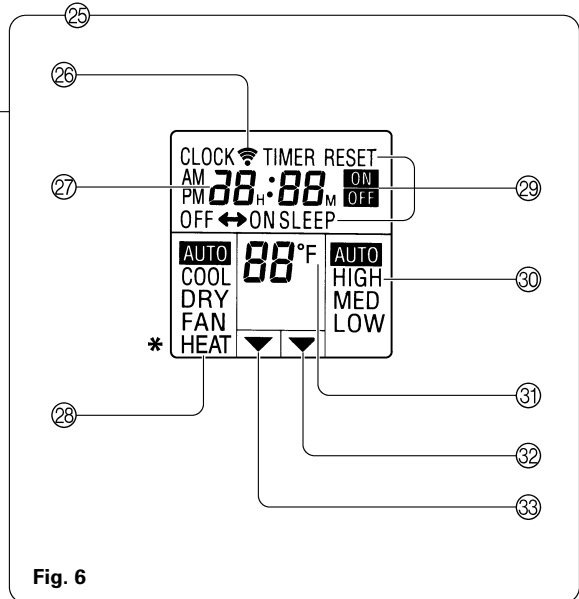 ㉕
㉖
CLOCK TIMER RESET
㉗ AM 88H:88M ON ㉙
PM OFF
OFF ↔ ON SLEEP
AUTO 88°F AUTO
COOL HIGH ㉚
DRY MED
FAN LOW
* HEAT
㉛
㉘
㉜
㉝
Fig. 6